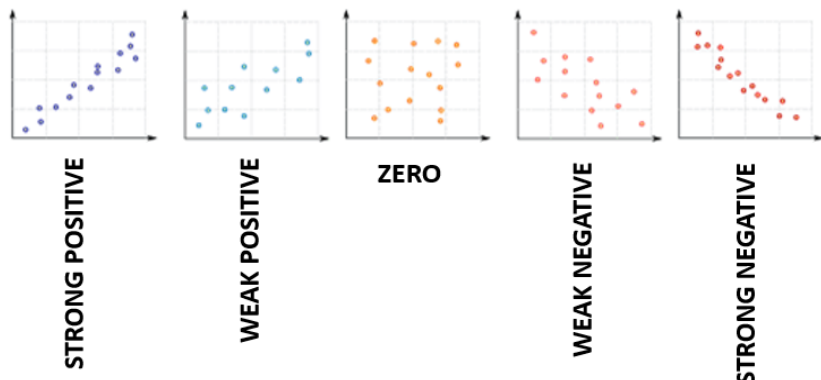 STRONG POSITIVE
WEAK POSITIVE
ZERO
WEAK NEGATIVE
STRONG NEGATIVE